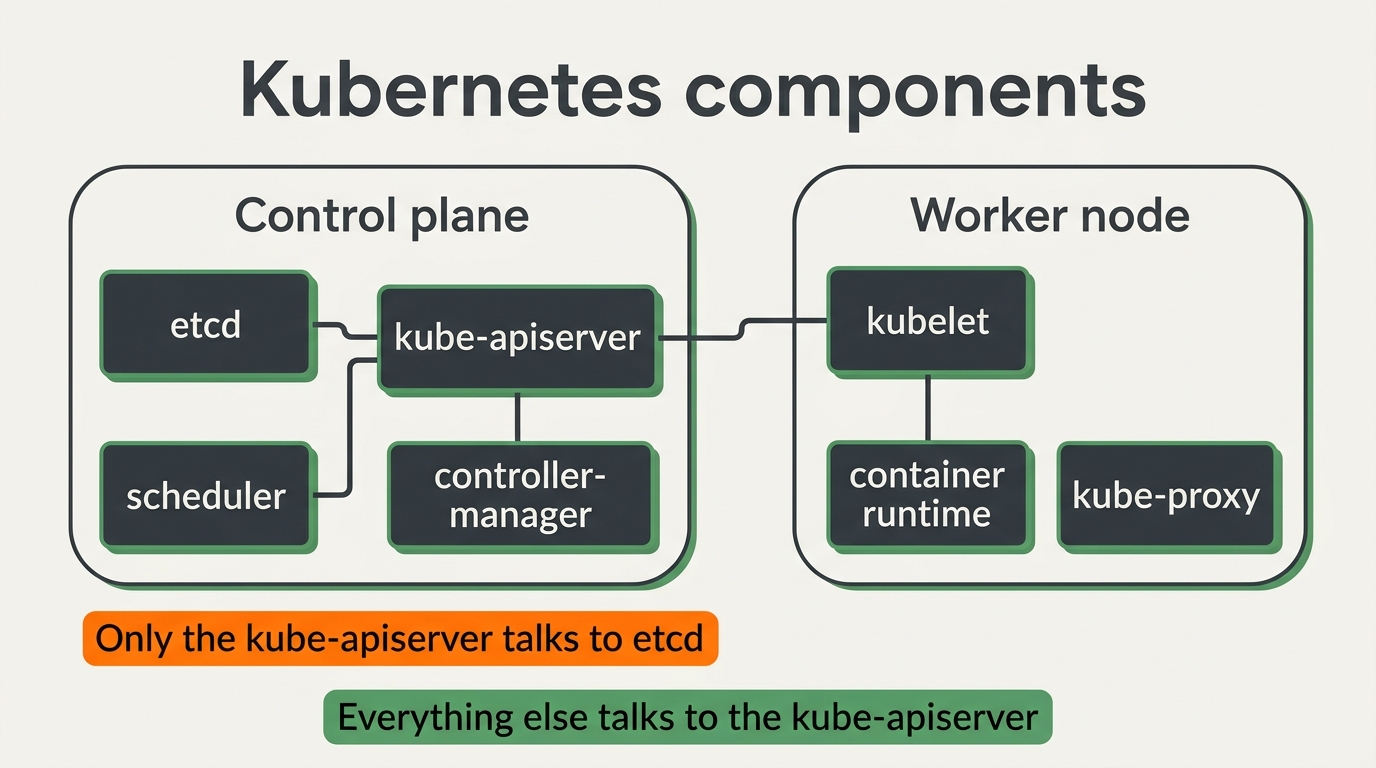 Kubernetes components
Control plane
etcd
kube-apiserver
scheduler
controller-
manager
Worker node
kubelet
container
runtime
kube-proxy
Only the kube-apiserver talks to etcd
Everything else talks to the kube-apiserver